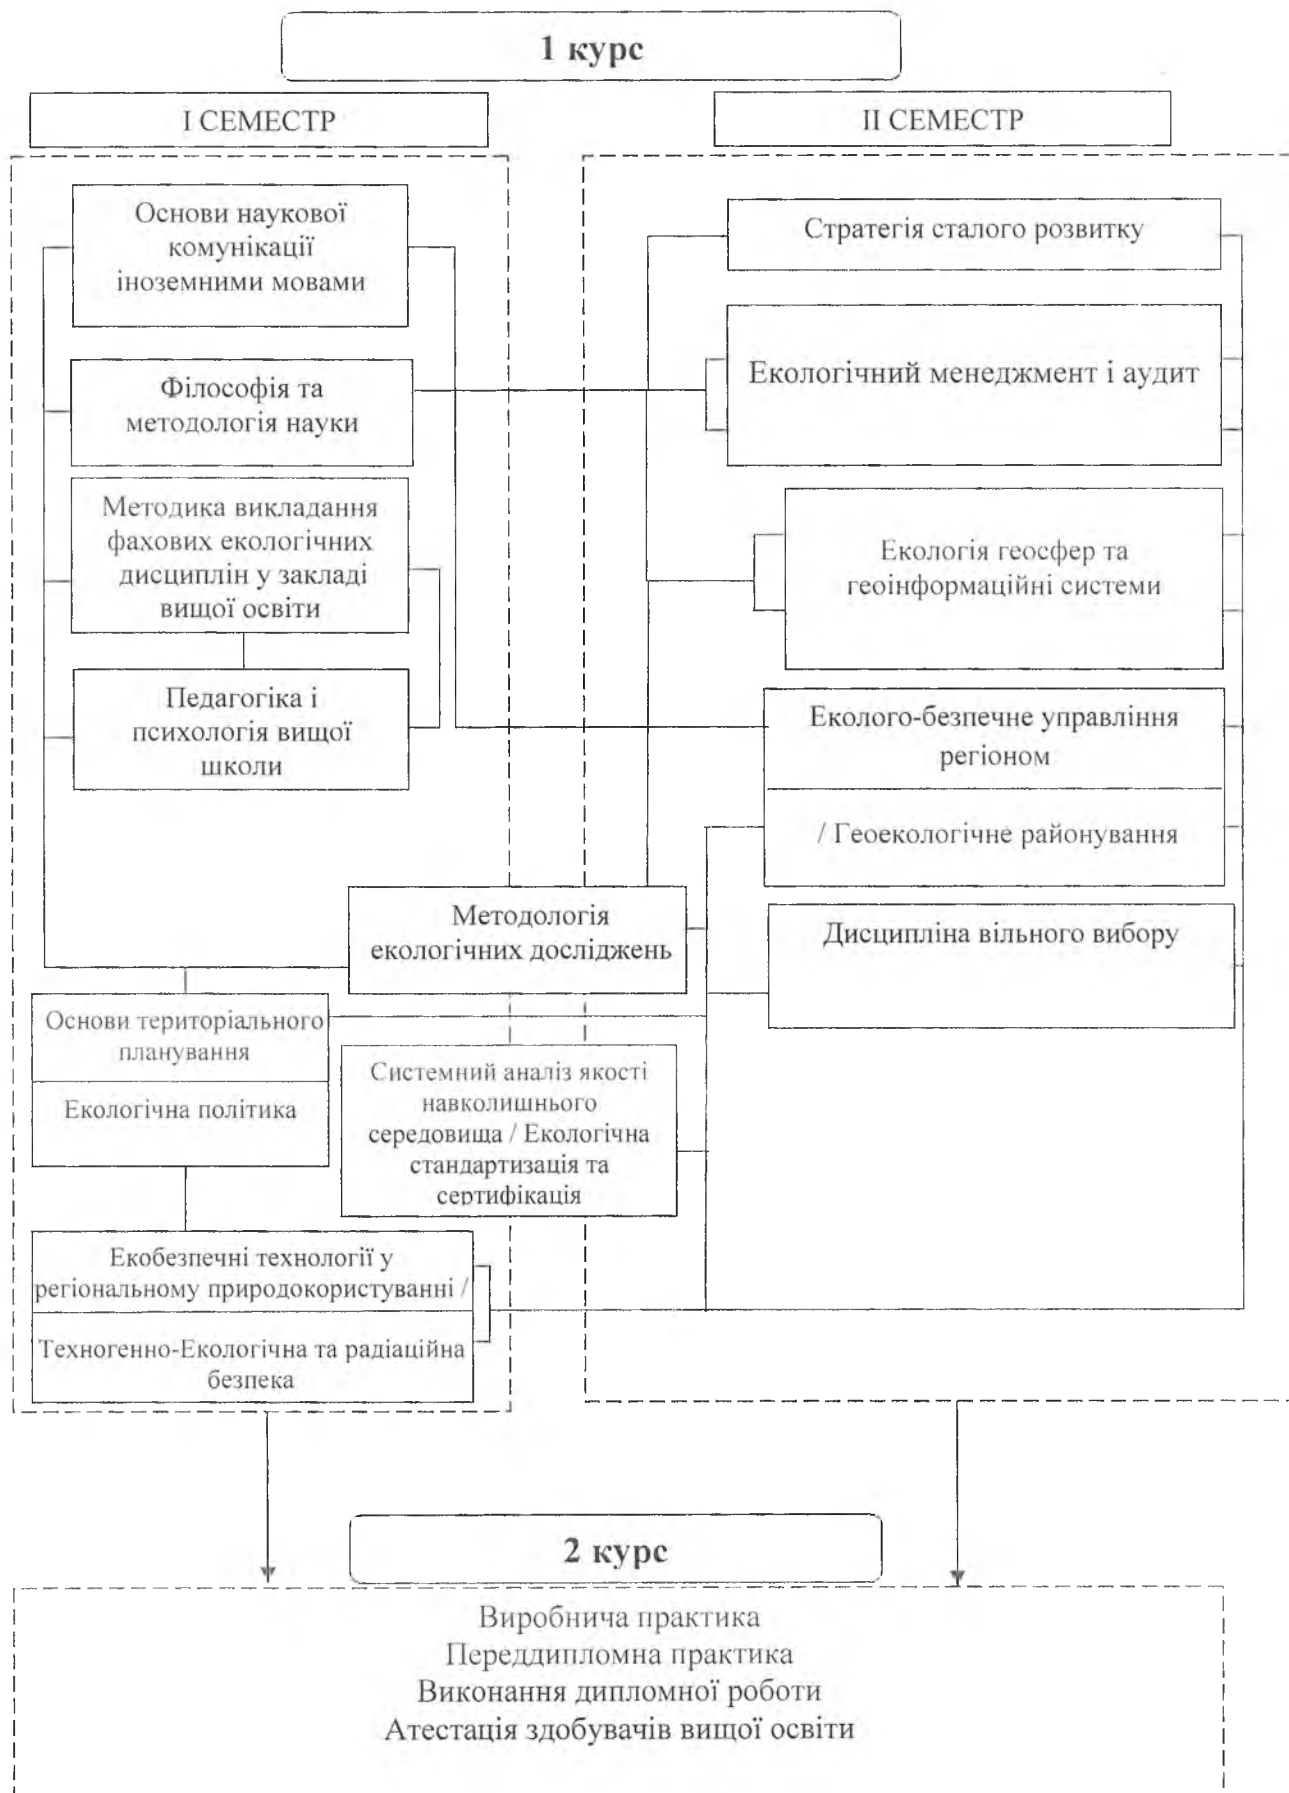 1 курс
І СЕМЕСТР
ІІ СЕМЕСТР
Основи наукової
комунікації
іноземними мовами
Філософія та
методологія науки
Методика викладання
фахових екологічних
дисциплін у закладі
вищої освіти
Педагогіка і
психологія вищої
школи
Стратегія сталого розвитку
Екологічний менеджмент і аудит
Екологія геосфер та
геоінформаційні системи
Еколого-безпечне управління
регіоном
/ Геоекологічне районування
Методологія
екологічних досліджень
Дисципліна вільного вибору
Основи територіального
планування
Екологічна політика
Системний аналіз якості
навколишнього
середовища / Екологічна
стандартизація та
сертифікація
Екобезпечні технології у
регіональному природокористуванні /
Техногенно-Екологічна та радіаційна
безпека
2 курс
Виробнича практика
Переддипломна практика
Виконання дипломної роботи
Атестація здобувачів вищої освіти